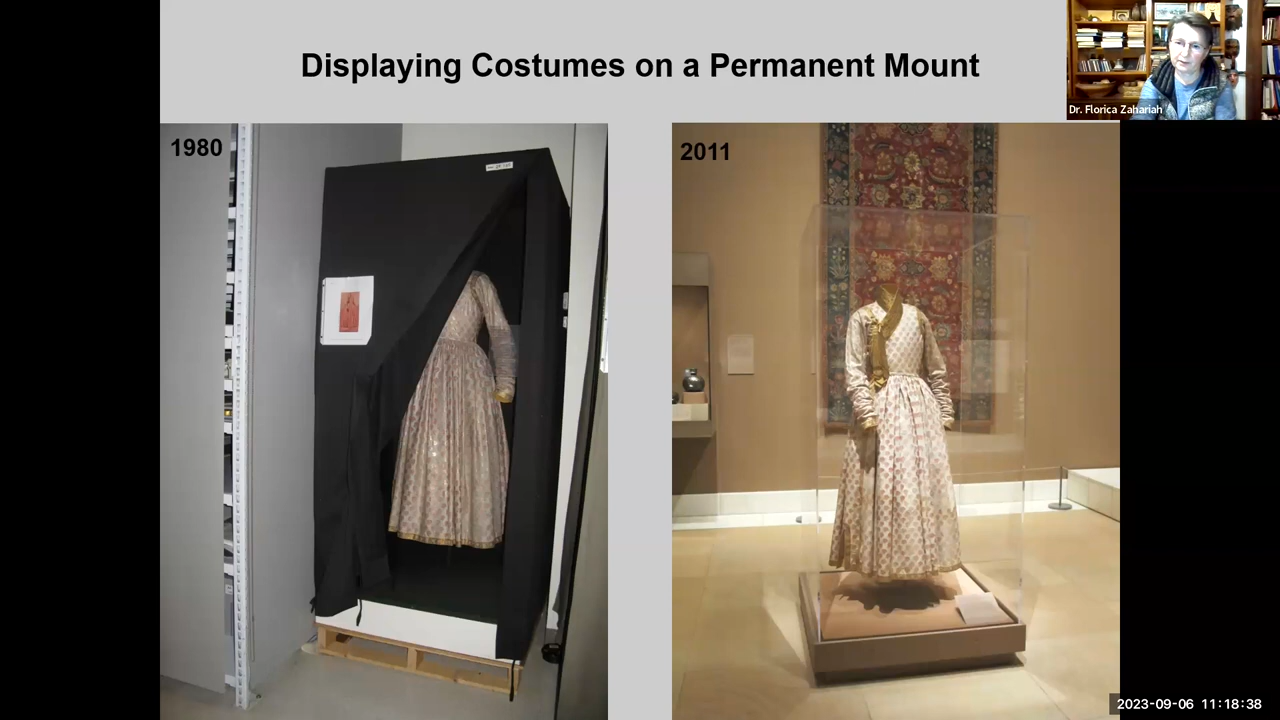 Displaying Costumes on a Permanent Mount
Dr. Florica Zahariah
1980
2011
2023-09-06 11:18:38